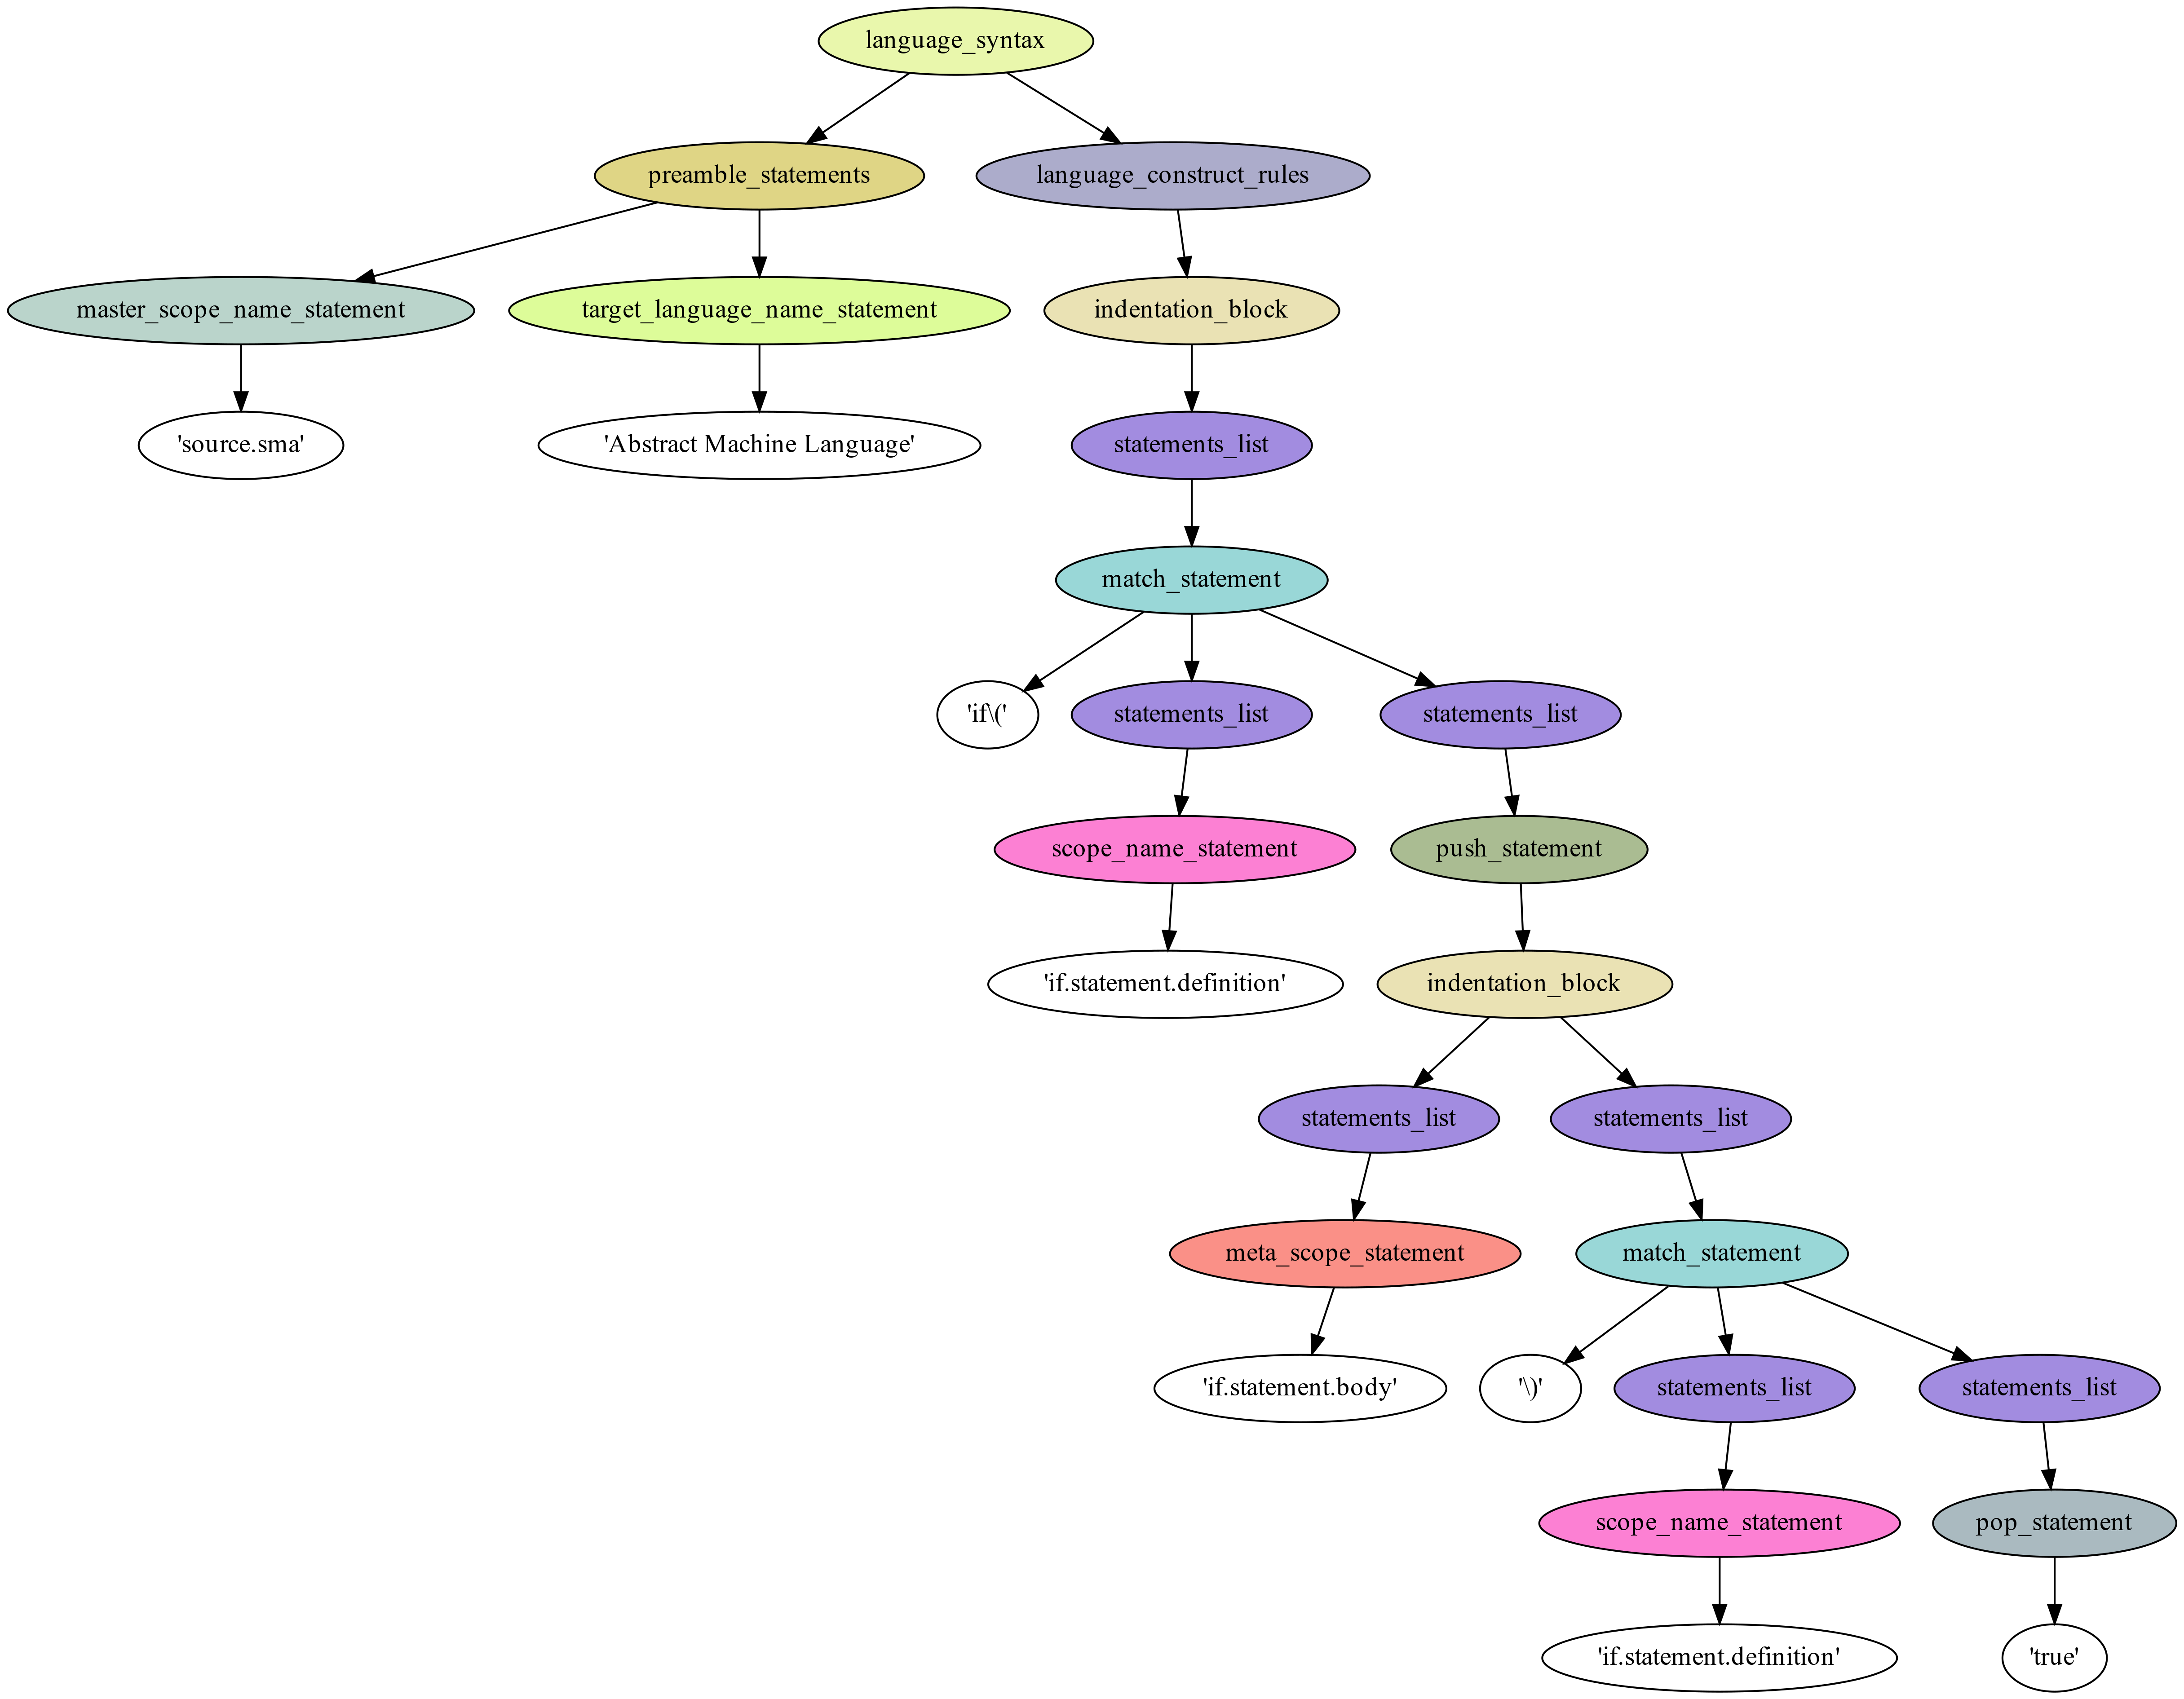 language_syntax
preamble_statements
language_construct_rules
master_scope_name_statement
target_language_name_statement
indentation_block
'source.sma'
'Abstract Machine Language'
statements_list
match_statement
'if\('
statements_list
statements_list
scope_name_statement
push_statement
'if.statement.definition'
indentation_block
statements_list
statements_list
meta_scope_statement
match_statement
'if.statement.body'
'\)'
statements_list
statements_list
scope_name_statement
pop_statement
'if.statement.definition'
'true'